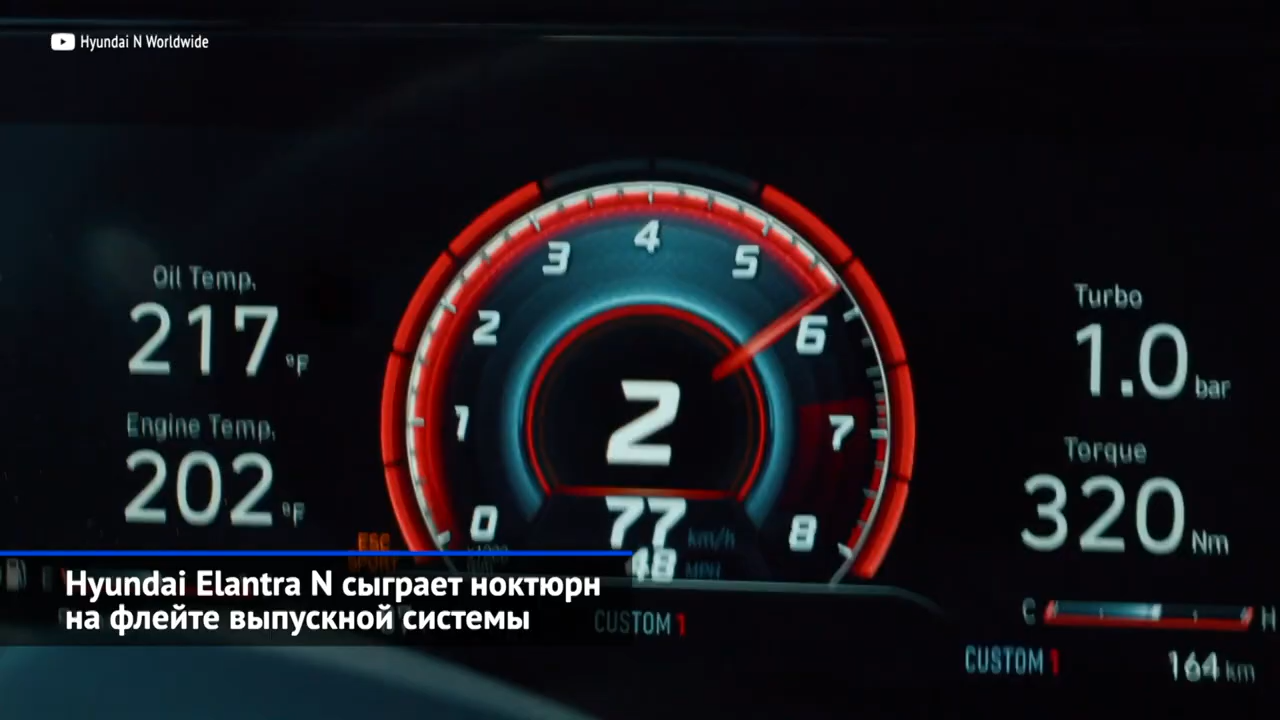 Hyundai N Worldwide
4
3
5
Oil Temp.
217 °F
2
6
Turbo
1.0 bar
2
1
7
Engine Temp.
202 °F
Torque
320 Nm
0
8
77 km/h
48 MPH
ESC
SPORT
Hyundai Elantra N сыграет ноктюрн
на флейте выпускной системы
CUSTOM 1
C H
CUSTOM 1
164 km